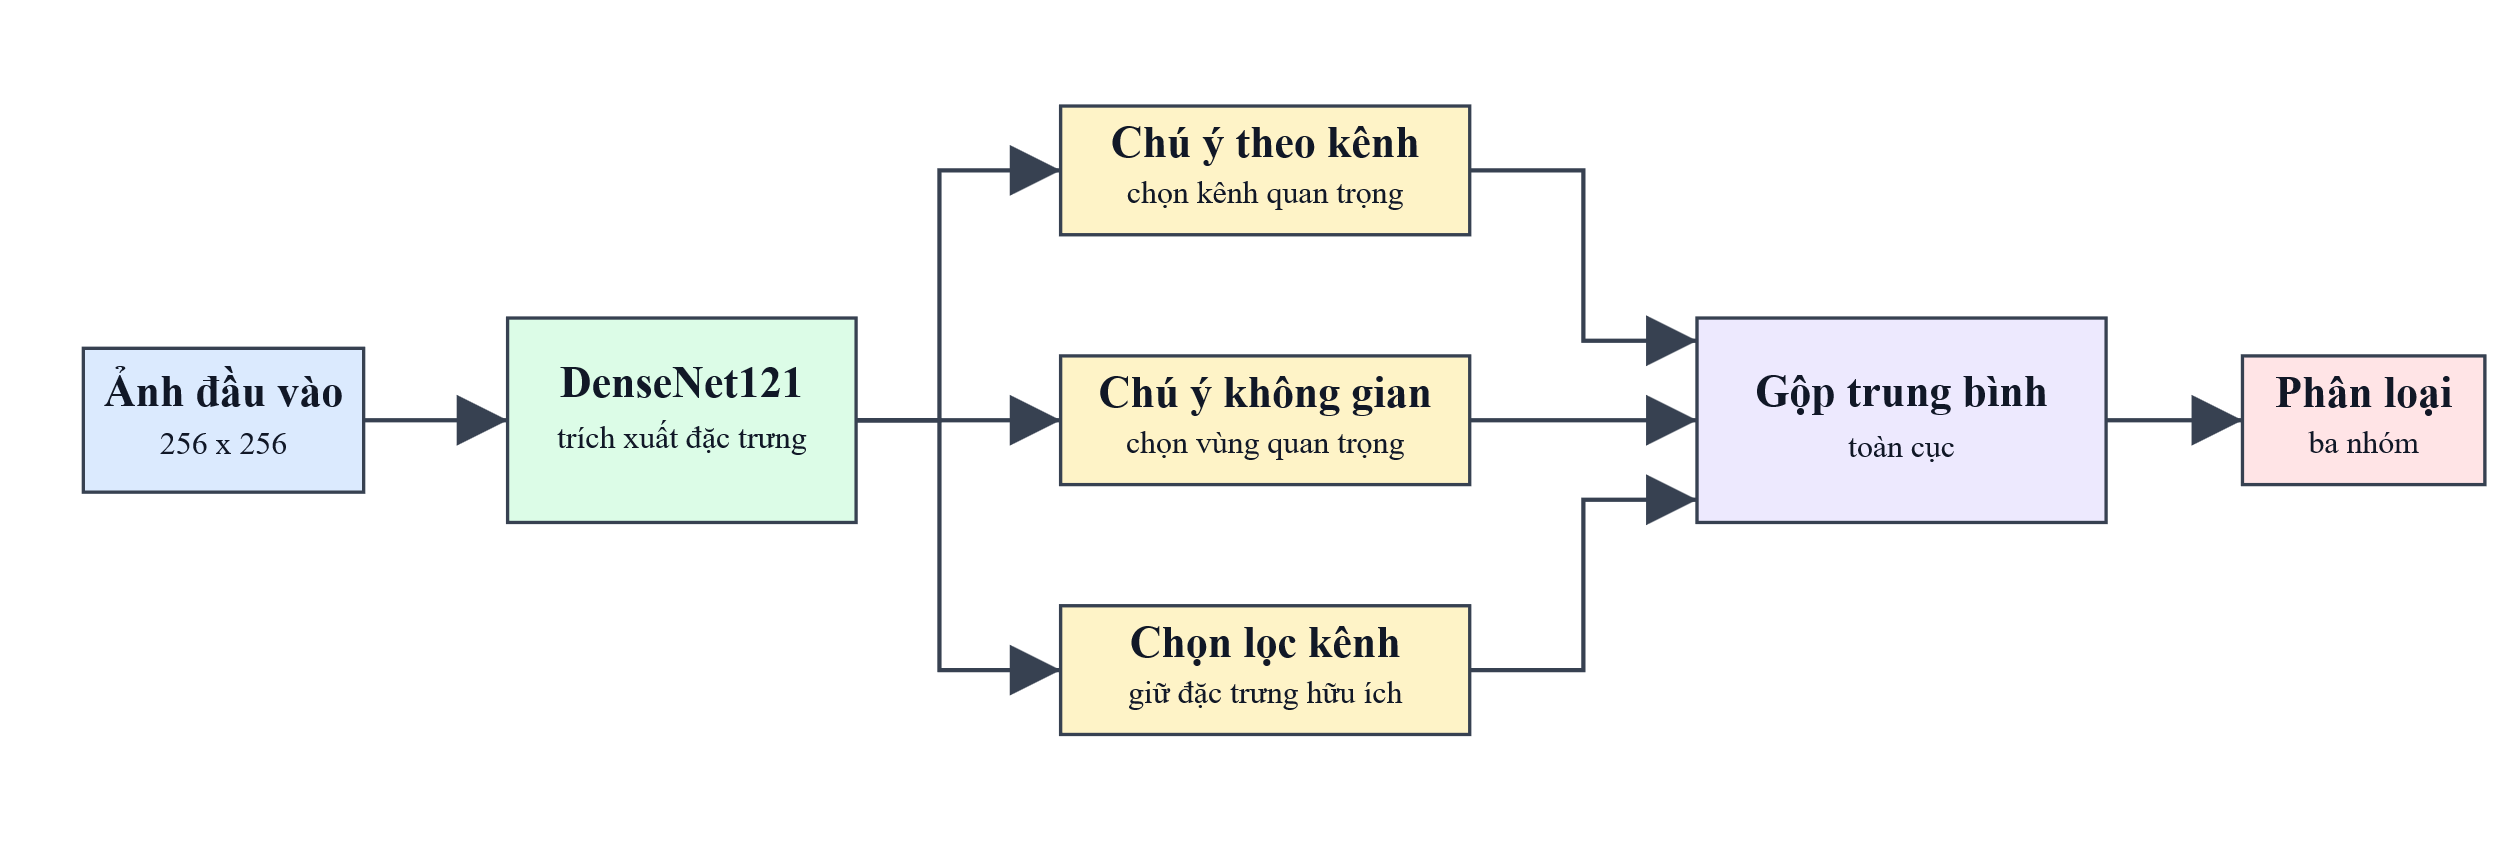 Ảnh đầu vào
256 x 256
DenseNet121
trích xuất đặc trưng
Chú ý theo kênh
chọn kênh quan trọng
Chú ý không gian
chọn vùng quan trọng
Chọn lọc kênh
giữ đặc trưng hữu ích
Gộp trung bình
toàn cục
Phân loại
ba nhóm